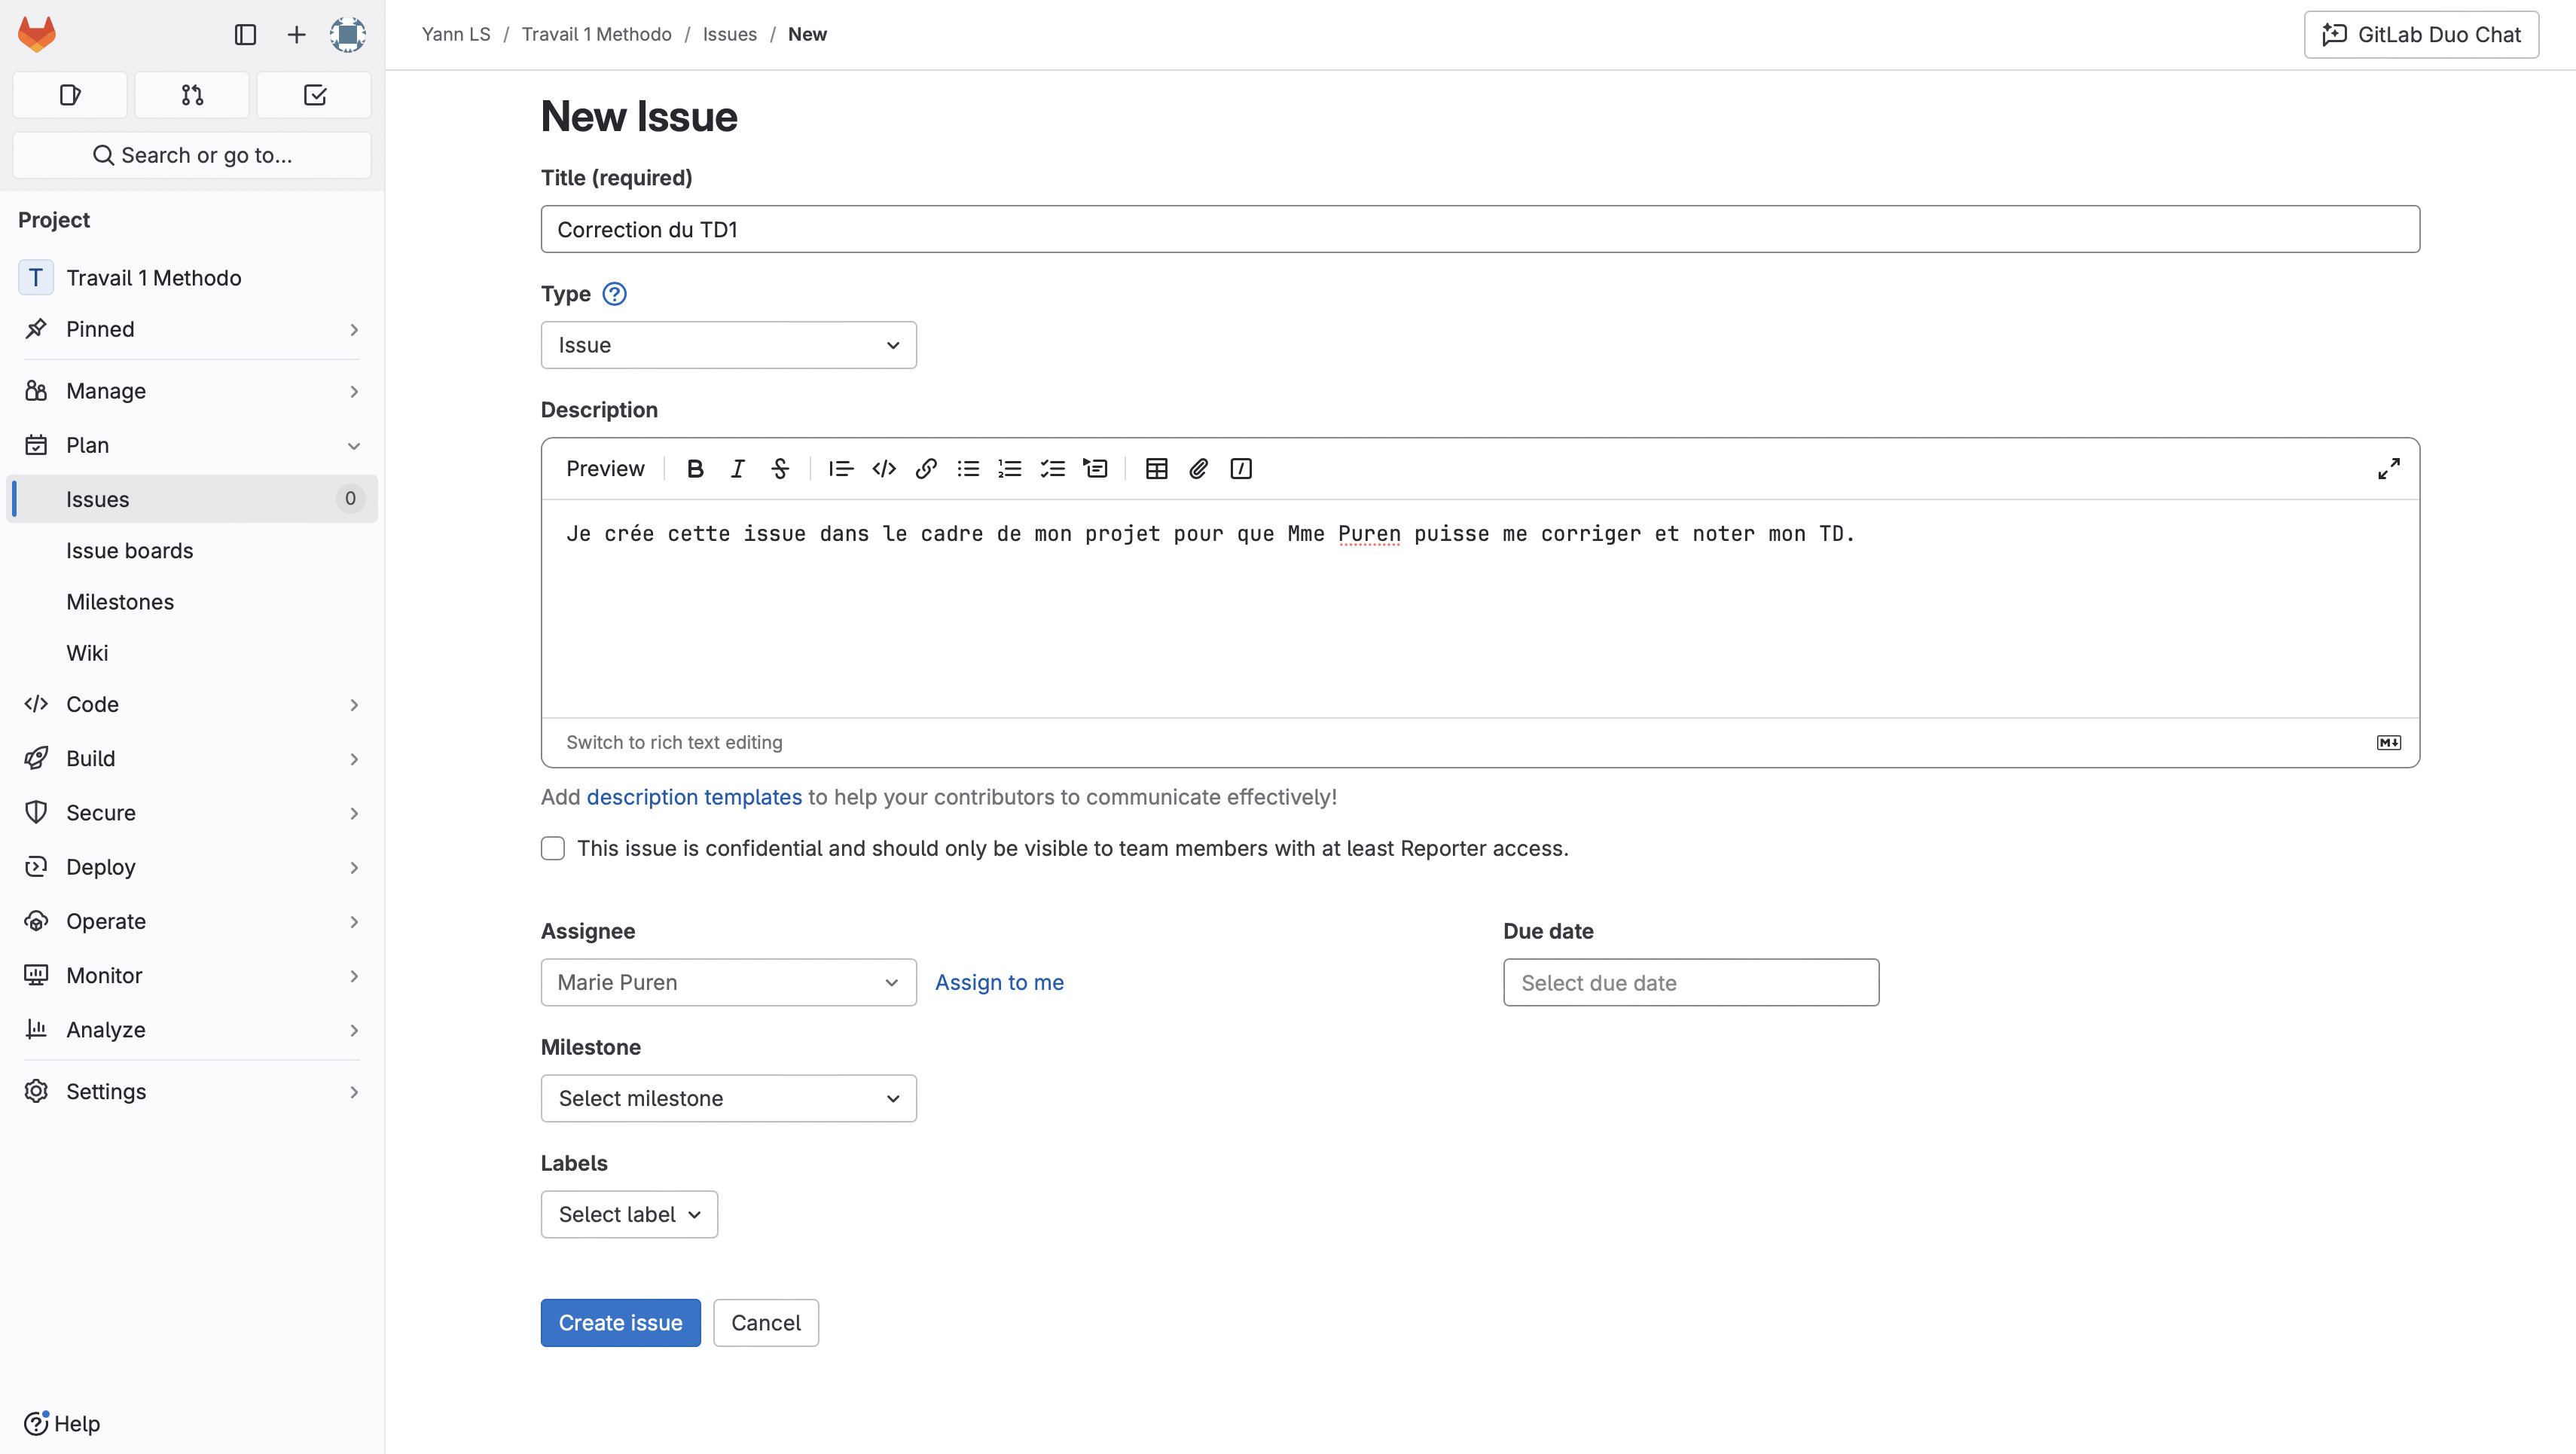 Yann LS / Travail 1 Methodo / Issues / New
GitLab Duo Chat
Search or go to...
Project
T Travail 1 Methodo
Pinned
Manage
Plan
Issues 0
Issue boards
Milestones
Wiki
Code
Build
Secure
Deploy
Operate
Monitor
Analyze
Settings
Help
New Issue
Title (required)
Correction du TD1
Type
Issue
Description
Preview
Je crée cette issue dans le cadre de mon projet pour que Mme Puren puisse me corriger et noter mon TD.
Switch to rich text editing
Add description templates to help your contributors to communicate effectively!
This issue is confidential and should only be visible to team members with at least Reporter access.
Assignee
Marie Puren
Assign to me
Due date
Select due date
Milestone
Select milestone
Labels
Select label
Create issue
Cancel